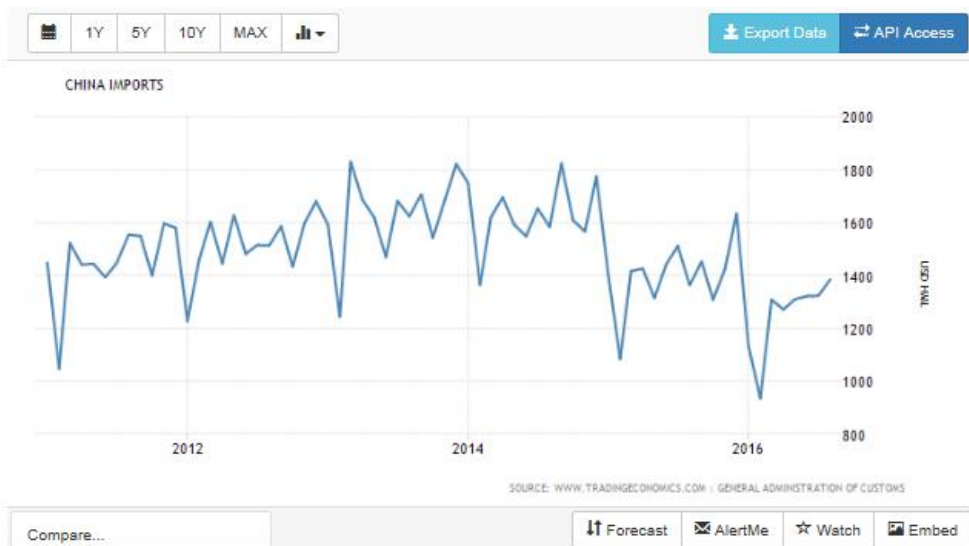 1Y 5Y 10Y MAX Export Data API Access
CHINA IMPORTS
2000
1800
1600
1400
1200
1000
800
USD HML
2012 2014 2016
SOURCE: WWW.TRADINGECONOMICS.COM | GENERAL ADMINISTRATION OF CUSTOMS
Compare... Forecast AlertMe Watch Embed